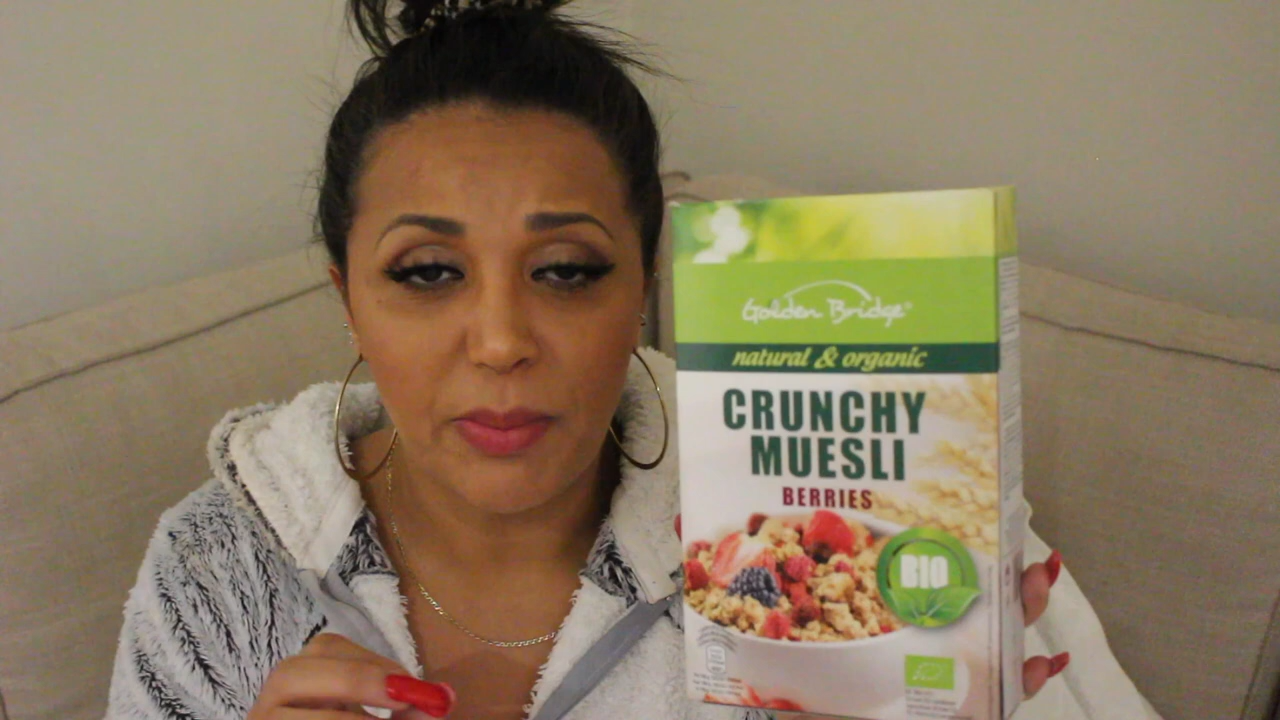 Golden Bridge®
natural & organic
CRUNCHY
MUESLI
BERRIES
BIO